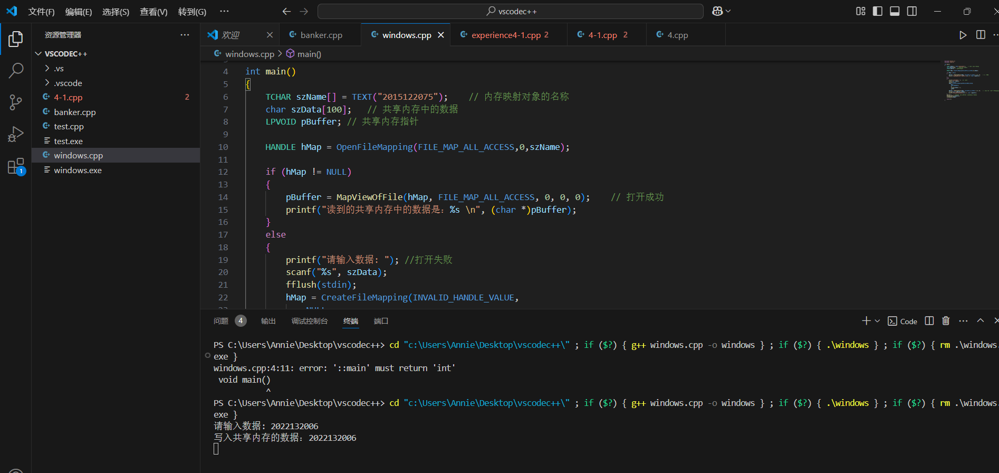 文件(F) 编辑(E) 选择(S) 查看(V) 转到(G) ··· vscodec++
资源管理器 ···
VSCODEC++
.vs
.vscode
4-1.cpp 2
banker.cpp
test.cpp
test.exe
windows.cpp
windows.exe
1
欢迎 banker.cpp windows.cpp experience4-1.cpp 2 4-1.cpp 2 4.cpp
windows.cpp > main()
4 int main()
5 {
6 TCHAR szName[] = TEXT("2015122075"); // 内存映射对象的名称
7 char szData[100]; // 共享内存中的数据
8 LPVOID pBuffer; // 共享内存指针
9
10 HANDLE hMap = OpenFileMapping(FILE_MAP_ALL_ACCESS,0,szName);
11
12 if (hMap != NULL)
13 {
14 pBuffer = MapViewOfFile(hMap, FILE_MAP_ALL_ACCESS, 0, 0, 0); // 打开成功
15 printf("读到的共享内存中的数据是：%s \n", (char *)pBuffer);
16 }
17 else
18 {
19 printf("请输入数据: "); //打开失败
20 scanf("%s", szData);
21 fflush(stdin);
22 hMap = CreateFileMapping(INVALID_HANDLE_VALUE,
23 NULL
问题 4 输出 调试控制台 终端 端口 Code ···
PS C:\Users\Annie\Desktop\vscodec++> cd "c:\Users\Annie\Desktop\vscodec++\" ; if ($?) { g++ windows.cpp -o windows } ; if ($?) { .\windows } ; if ($?) { rm .\windows.
exe }
windows.cpp:4:11: error: '::main' must return 'int'
void main()
^
PS C:\Users\Annie\Desktop\vscodec++> cd "c:\Users\Annie\Desktop\vscodec++\" ; if ($?) { g++ windows.cpp -o windows } ; if ($?) { .\windows } ; if ($?) { rm .\windows.
exe }
请输入数据: 2022132006
写入共享内存的数据：2022132006